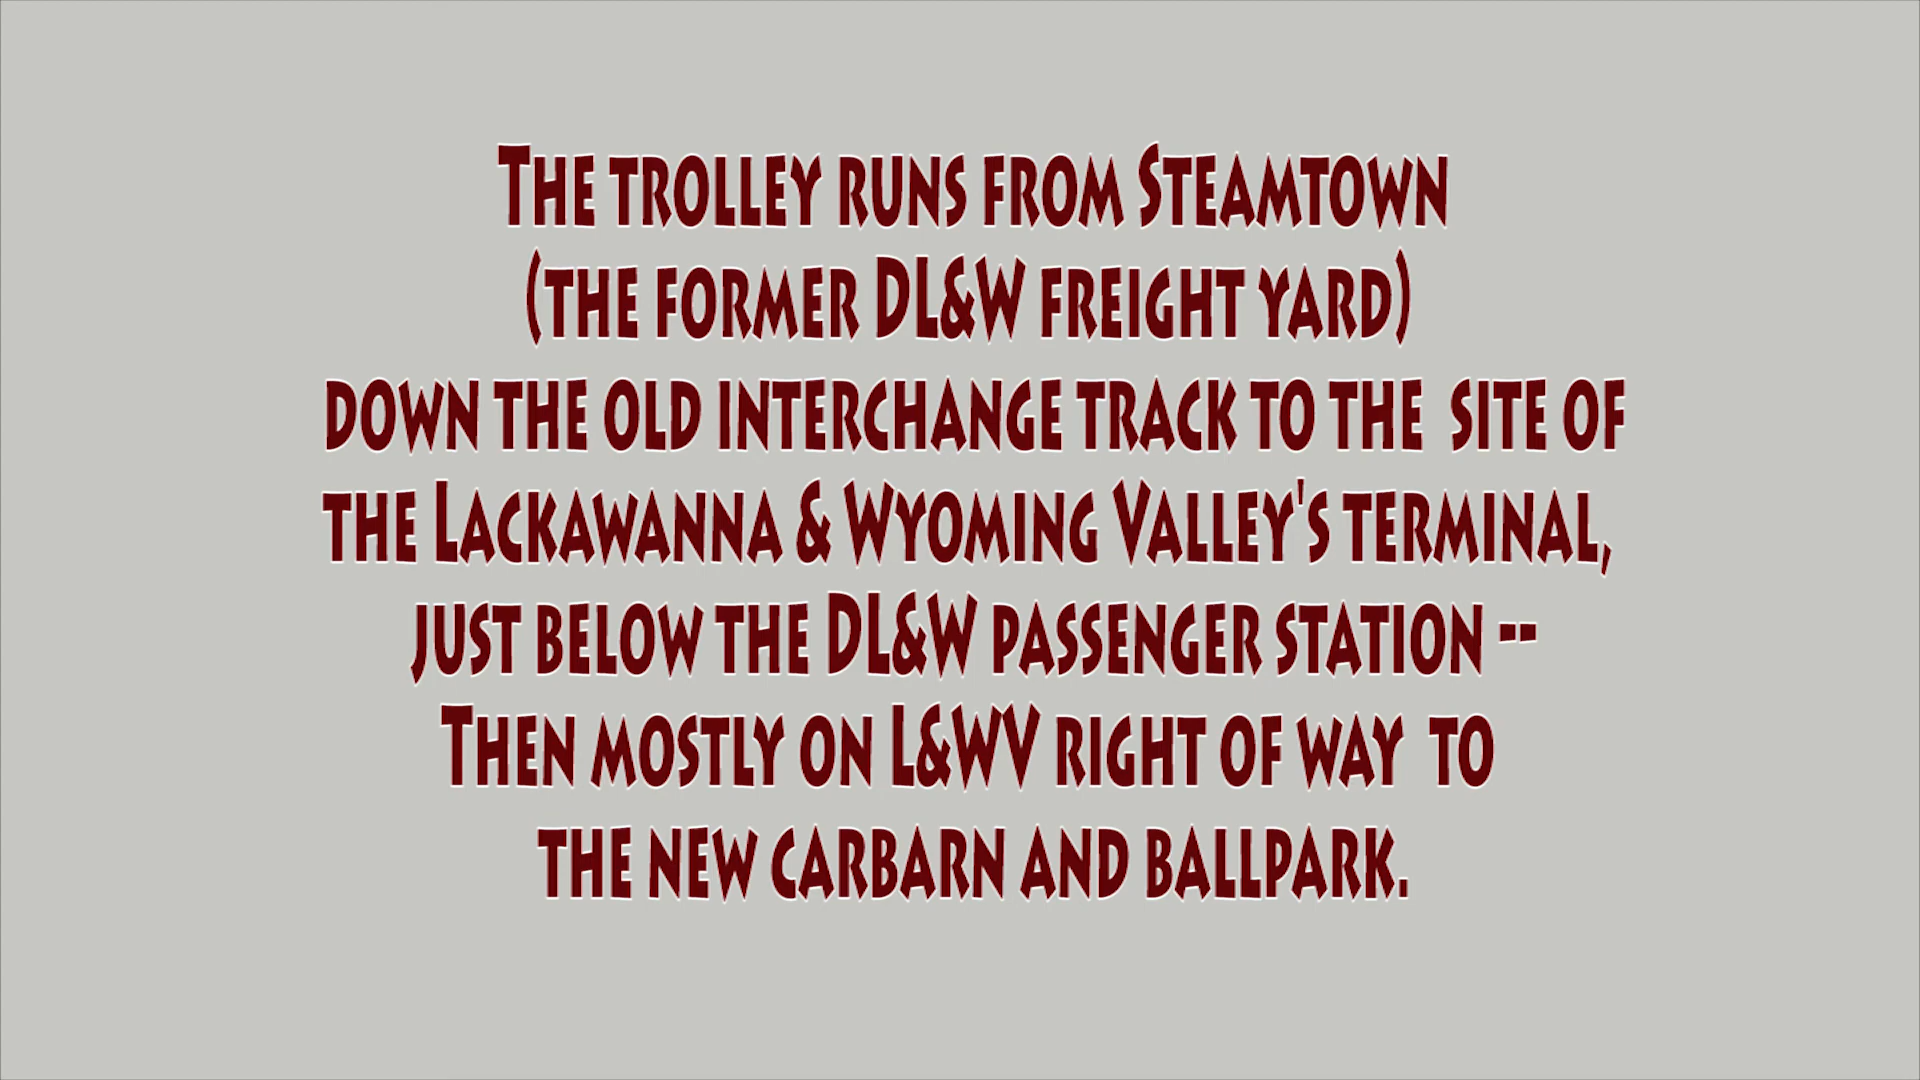 The trolley runs from Steamtown
(the former DL&W freight yard)
down the old interchange track to the site of
the Lackawanna & Wyoming Valley's terminal,
just below the DL&W passenger station --
Then mostly on L&WV right of way to
the new carbarn and ballpark.